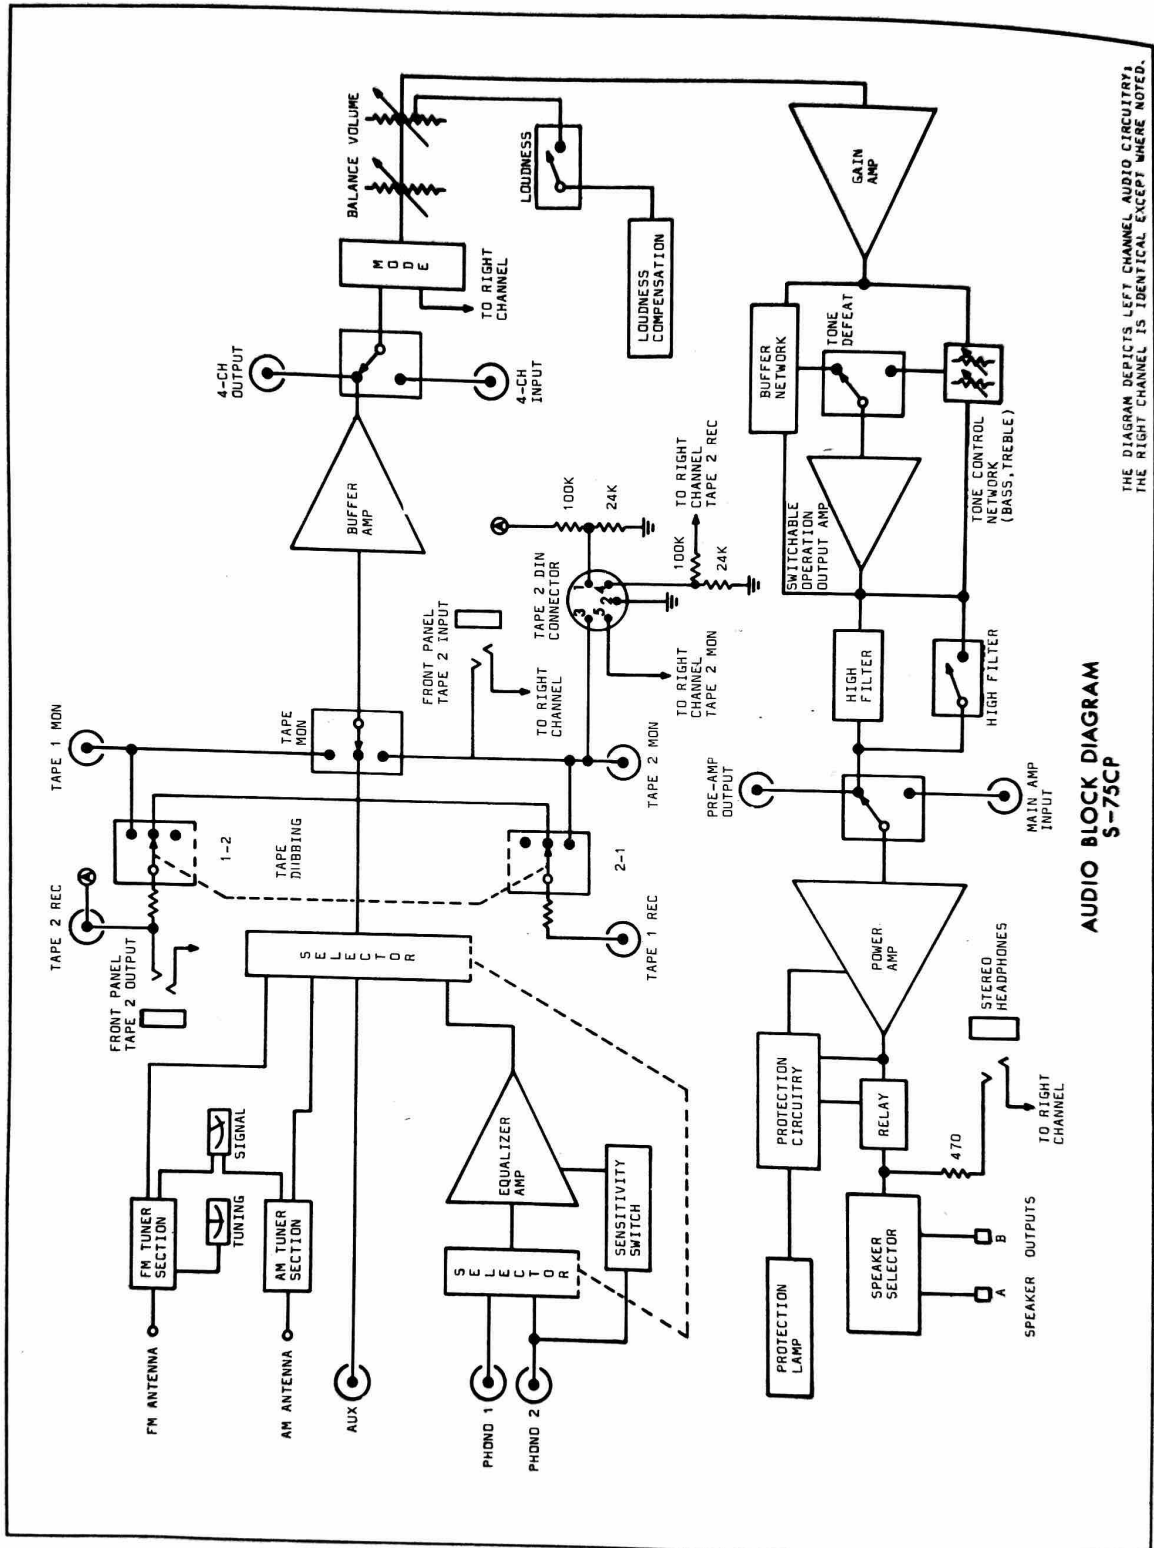 FM ANTENNA
FM TUNER
SECTION
TUNING
SIGNAL
AM ANTENNA
AM TUNER
SECTION
AUX
PHONO 1
PHONO 2
SELECTOR
EQUALIZER
AMP
SENSITIVITY
SWITCH
SELECTOR
FRONT PANEL
TAPE 2 OUTPUT
TAPE 2 REC
A
1-2
TAPE
DUBBING
2-1
TAPE 1 REC
TAPE 1 MON
TAPE
MON
TAPE 2 MON
FRONT PANEL
TAPE 2 INPUT
TO RIGHT
CHANNEL
TAPE 2 DIN
CONNECTOR
3
5
2
4
1
TO RIGHT
CHANNEL
TAPE 2 MON
A
100K
24K
100K
24K
TO RIGHT
CHANNEL
TAPE 2 REC
BUFFER
AMP
4-CH
OUTPUT
4-CH
INPUT
MODE
TO RIGHT
CHANNEL
BALANCE VOLUME
LOUDNESS
LOUDNESS
COMPENSATION
GAIN
AMP
BUFFER
NETWORK
TONE
DEFEAT
TONE CONTROL
NETWORK
(BASS,TREBLE)
SWITCHABLE
OPERATION
OUTPUT AMP
HIGH
FILTER
HIGH FILTER
PRE-AMP
OUTPUT
MAIN AMP
INPUT
POWER
AMP
PROTECTION
CIRCUITRY
RELAY
470
STEREO
HEADPHONES
TO RIGHT
CHANNEL
PROTECTION
LAMP
SPEAKER
SELECTOR
A
B
SPEAKER OUTPUTS
AUDIO BLOCK DIAGRAM
S-75CP
THE DIAGRAM DEPICTS LEFT CHANNEL AUDIO CIRCUITRY;
THE RIGHT CHANNEL IS IDENTICAL EXCEPT WHERE NOTED.